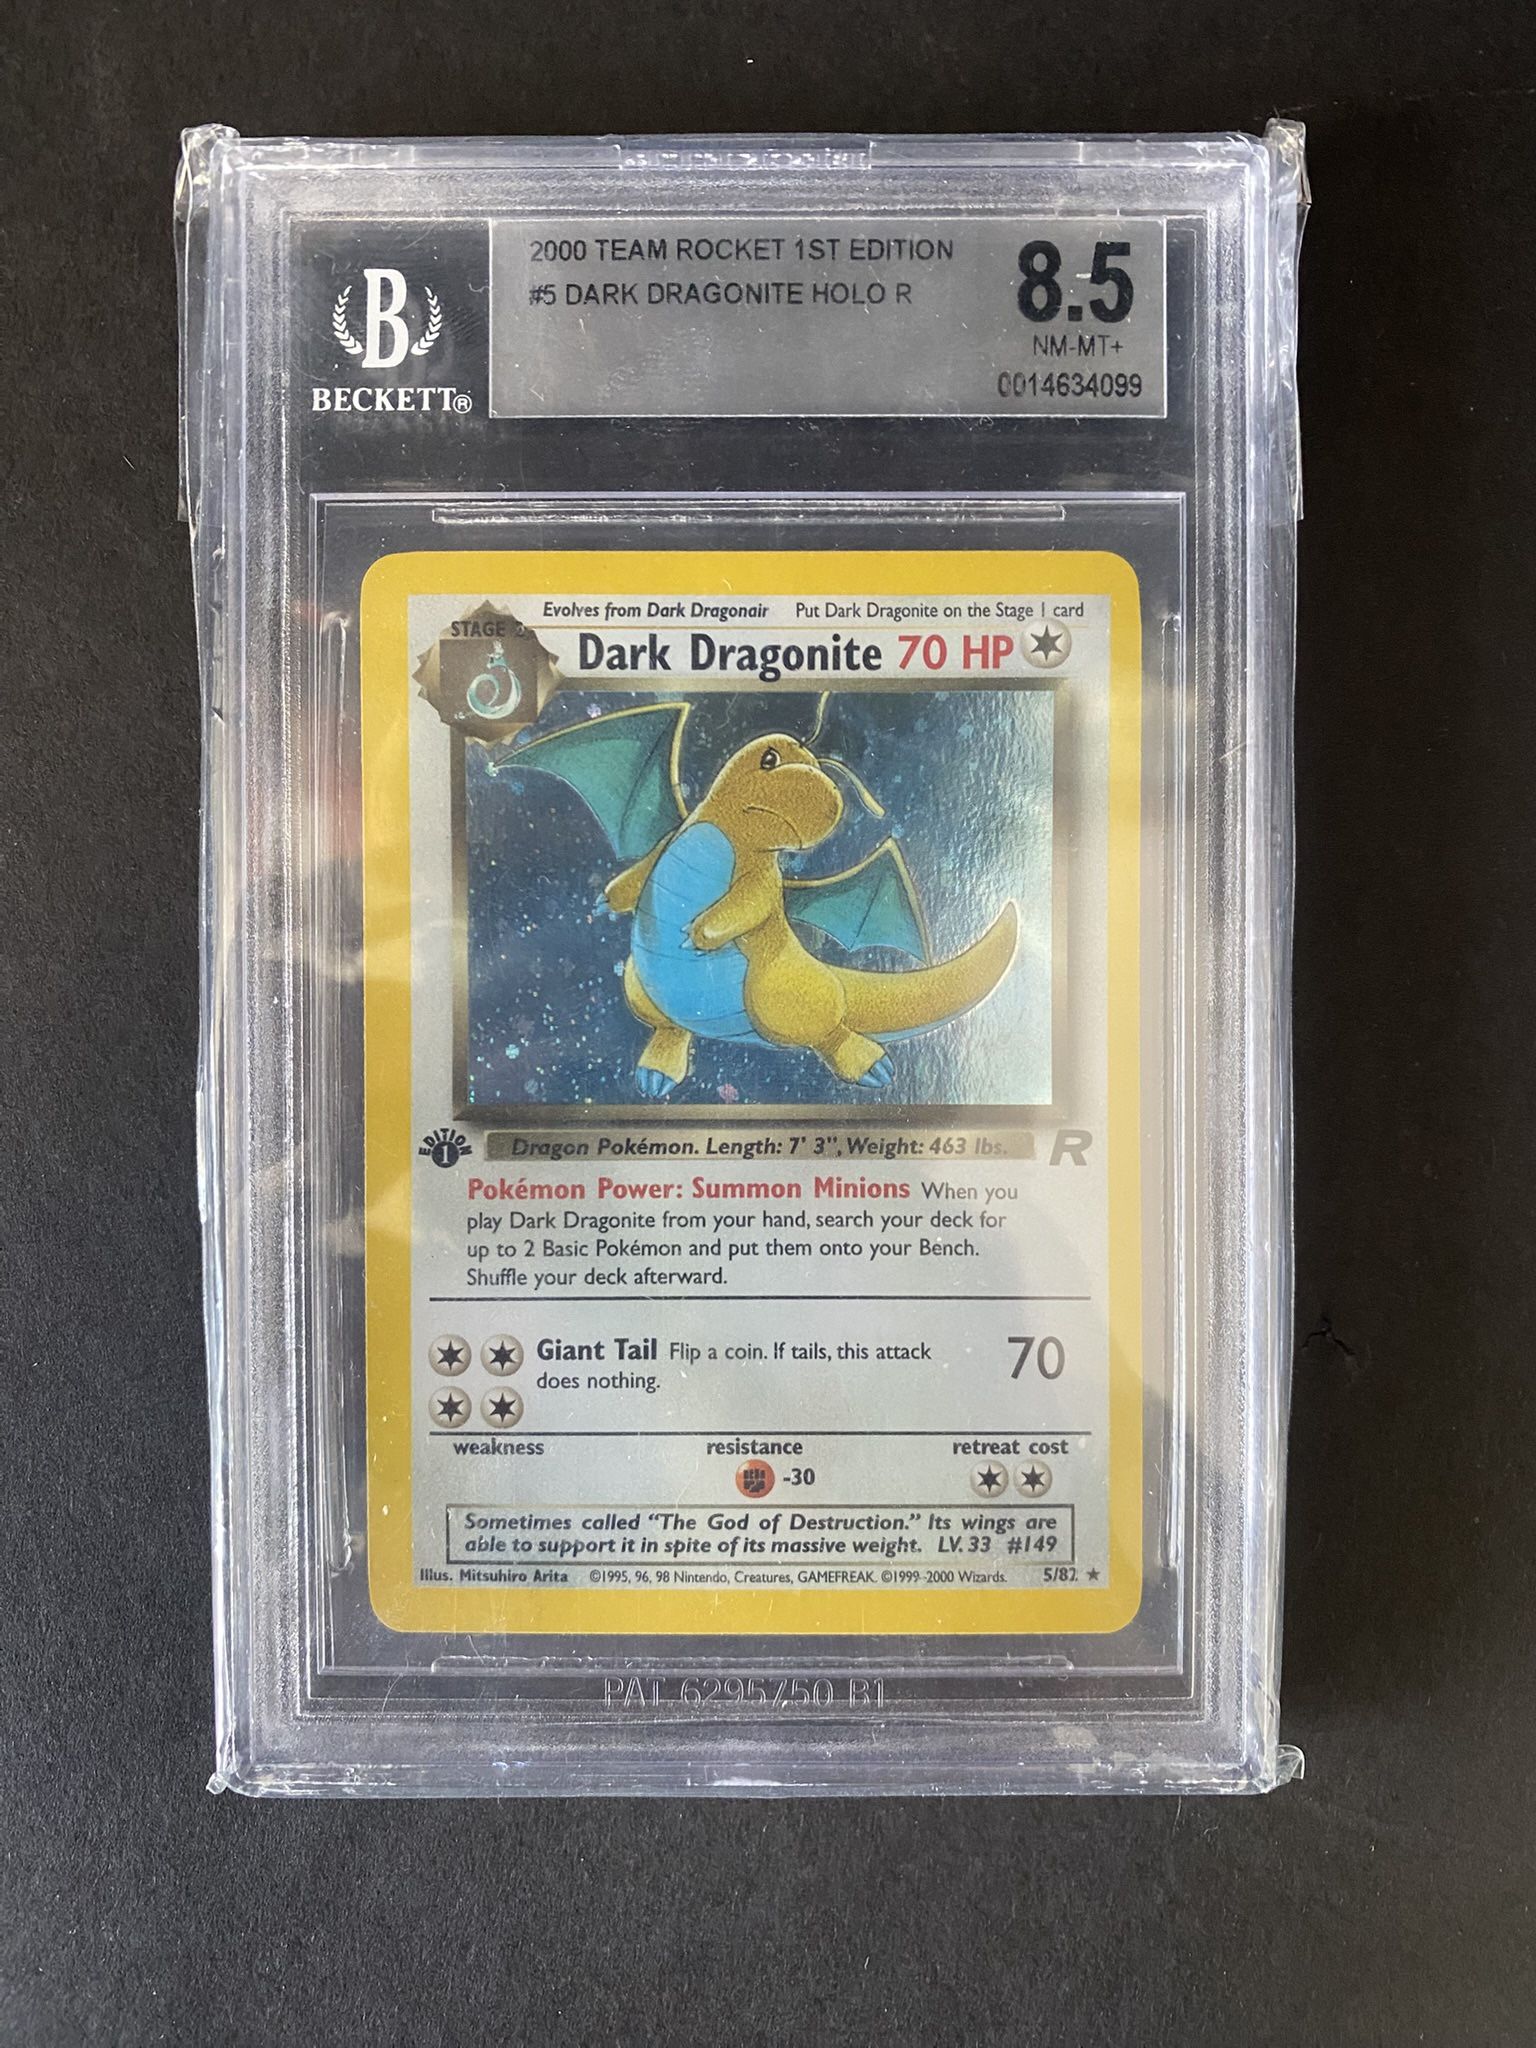 2000 TEAM ROCKET 1ST EDITION
#5 DARK DRAGONITE HOLO R
8.5
NM-MT+
0014634099
B
BECKETT®
Evolves from Dark Dragonair Put Dark Dragonite on the Stage 1 card
STAGE 2
Dark Dragonite 70 HP
EDITION
1
Dragon Pokémon. Length: 7' 3", Weight: 463 lbs.
R
Pokémon Power: Summon Minions When you
play Dark Dragonite from your hand, search your deck for
up to 2 Basic Pokémon and put them onto your Bench.
Shuffle your deck afterward.
Giant Tail Flip a coin. If tails, this attack
does nothing.
70
weakness resistance retreat cost
-30
Sometimes called “The God of Destruction.” Its wings are
able to support it in spite of its massive weight. LV. 33 #149
Illus. Mitsuhiro Arita ©1995, 96, 98 Nintendo, Creatures, GAMEFREAK. ©1999-2000 Wizards. 5/82 ★
PAT. 6295750 B1